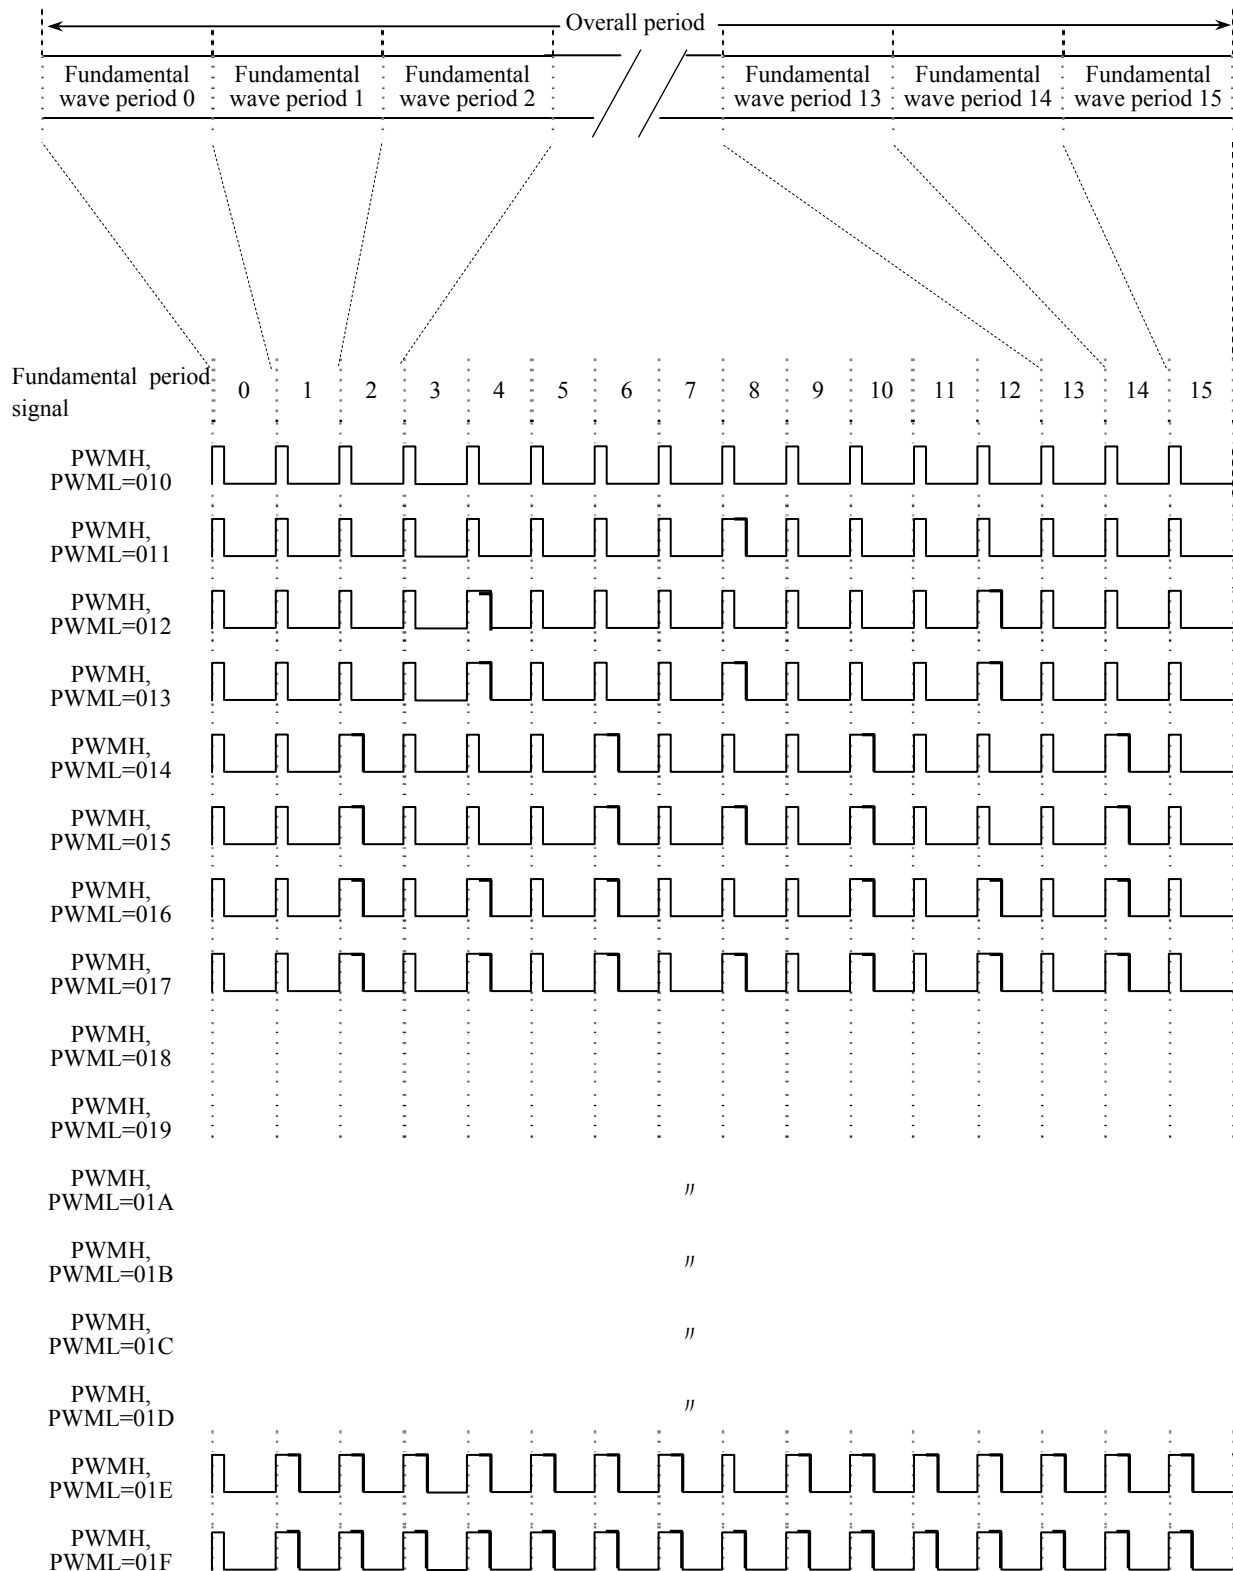 Overall period
Fundamental wave period 0
Fundamental wave period 1
Fundamental wave period 2
Fundamental wave period 13
Fundamental wave period 14
Fundamental wave period 15
Fundamental period signal
0 1 2 3 4 5 6 7 8 9 10 11 12 13 14 15
PWMH,
PWML=010
PWMH,
PWML=011
PWMH,
PWML=012
PWMH,
PWML=013
PWMH,
PWML=014
PWMH,
PWML=015
PWMH,
PWML=016
PWMH,
PWML=017
PWMH,
PWML=018
PWMH,
PWML=019
PWMH,
PWML=01A
〃
PWMH,
PWML=01B
〃
PWMH,
PWML=01C
〃
PWMH,
PWML=01D
〃
PWMH,
PWML=01E
PWMH,
PWML=01F